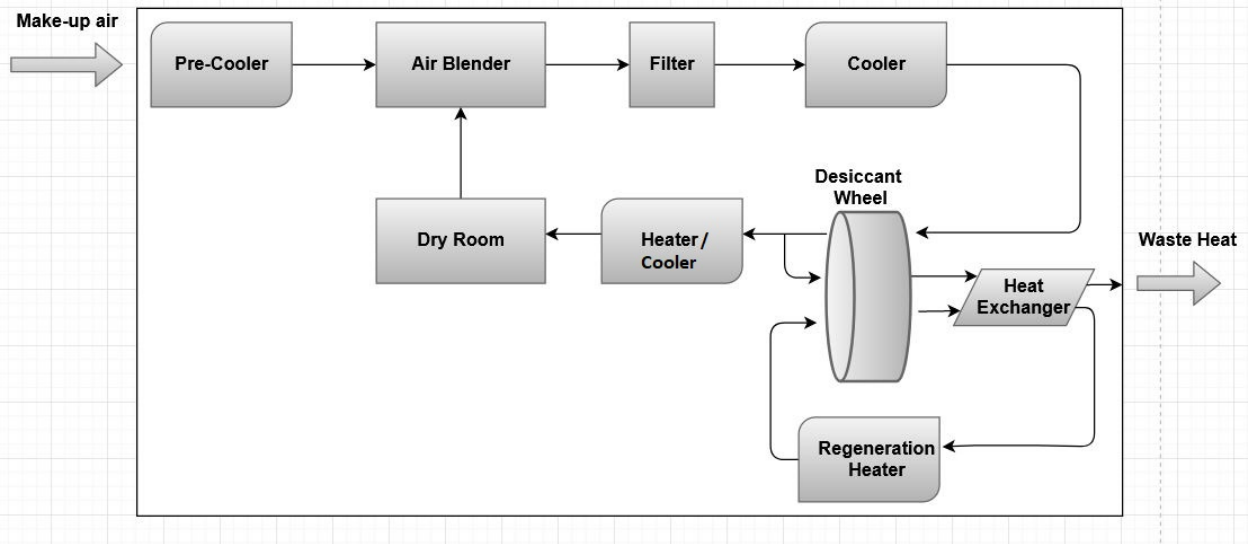 Make-up air
Pre-Cooler
Air Blender
Filter
Cooler
Desiccant
Wheel
Dry Room
Heater /
Cooler
Waste Heat
Heat
Exchanger
Regeneration
Heater